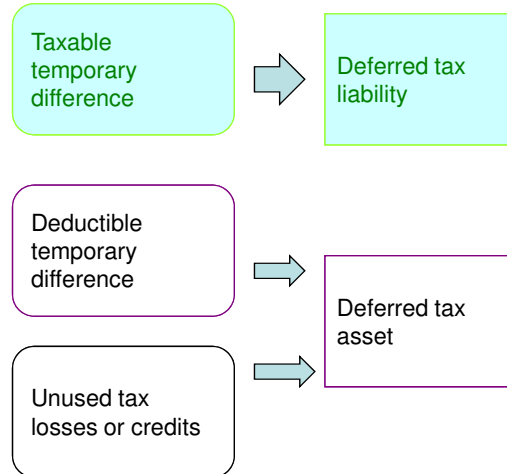 Taxable
temporary
difference
Deferred tax
liability
Deductible
temporary
difference
Deferred tax
asset
Unused tax
losses or credits